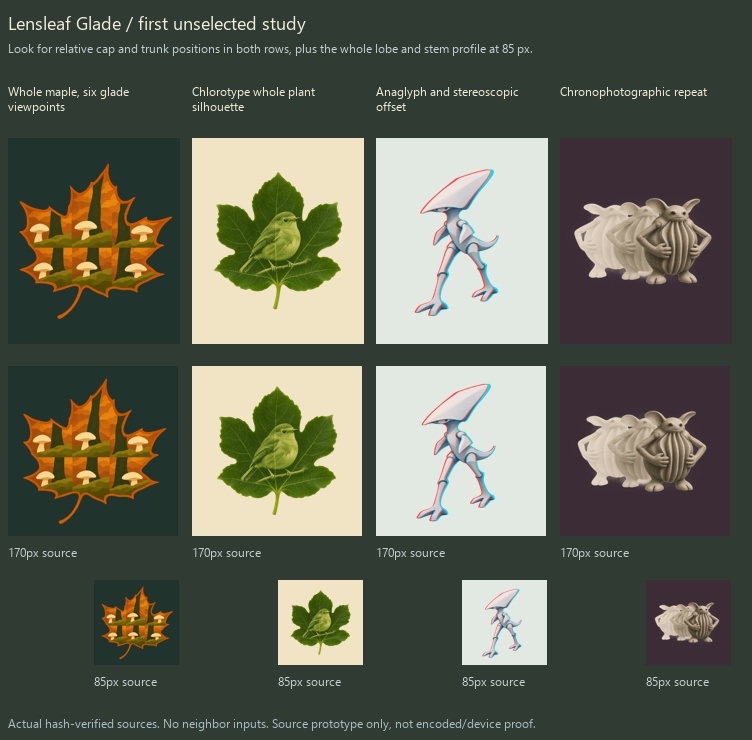 Lensleaf Glade / first unselected study
Look for relative cap and trunk positions in both rows, plus the whole lobe and stem profile at 85 px.
Whole maple, six glade
viewpoints
Chlorotype whole plant
silhouette
Anaglyph and stereoscopic
offset
Chronophotographic repeat
170px source
170px source
170px source
170px source
85px source
85px source
85px source
85px source
Actual hash-verified sources. No neighbor inputs. Source prototype only, not encoded/device proof.